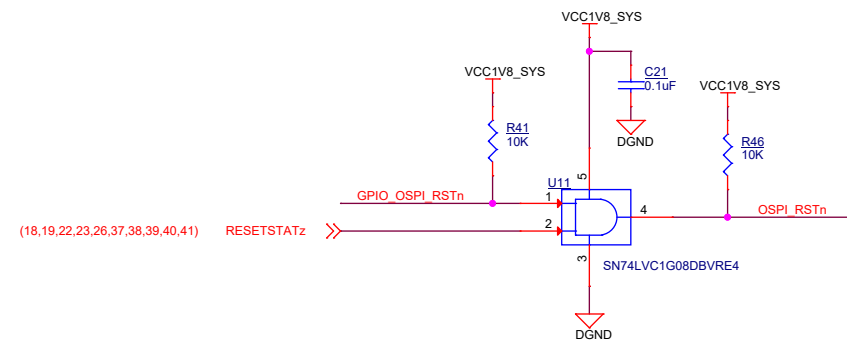 VCC1V8_SYS
VCC1V8_SYS
C21
0.1uF
VCC1V8_SYS
DGND
R41
10K
R46
10K
U11
5
GPIO_OSPI_RSTn
1
4
OSPI_RSTn
(18,19,22,23,26,37,38,39,40,41) RESETSTATz
2
3
SN74LVC1G08DBVRE4
DGND